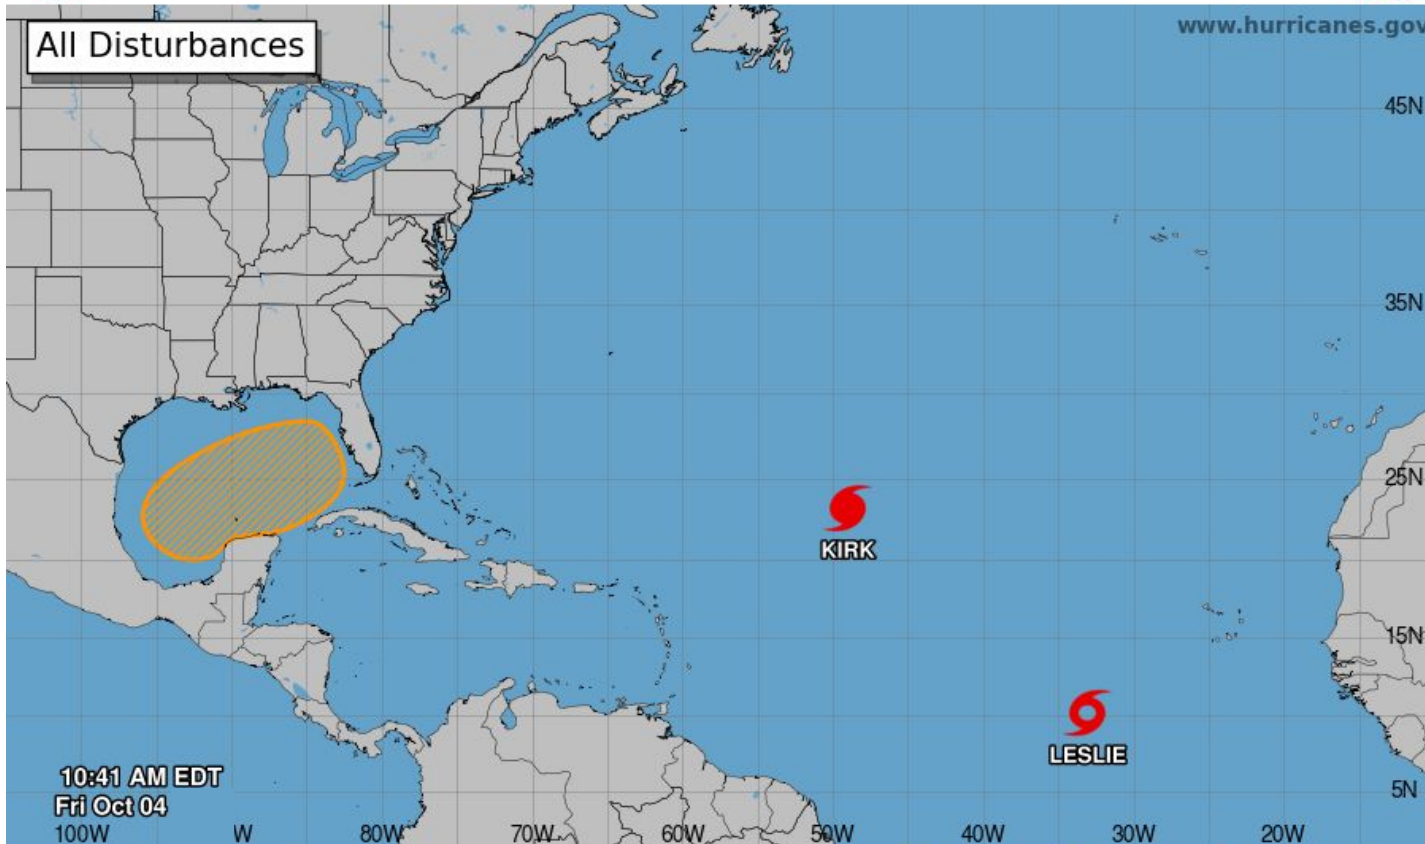 www.hurricanes.gov
All Disturbances
45N
35N
25N
KIRK
15N
LESLIE
10:41 AM EDT
Fri Oct 04
5N
100W W 80W 70W 60W 50W 40W 30W 20W